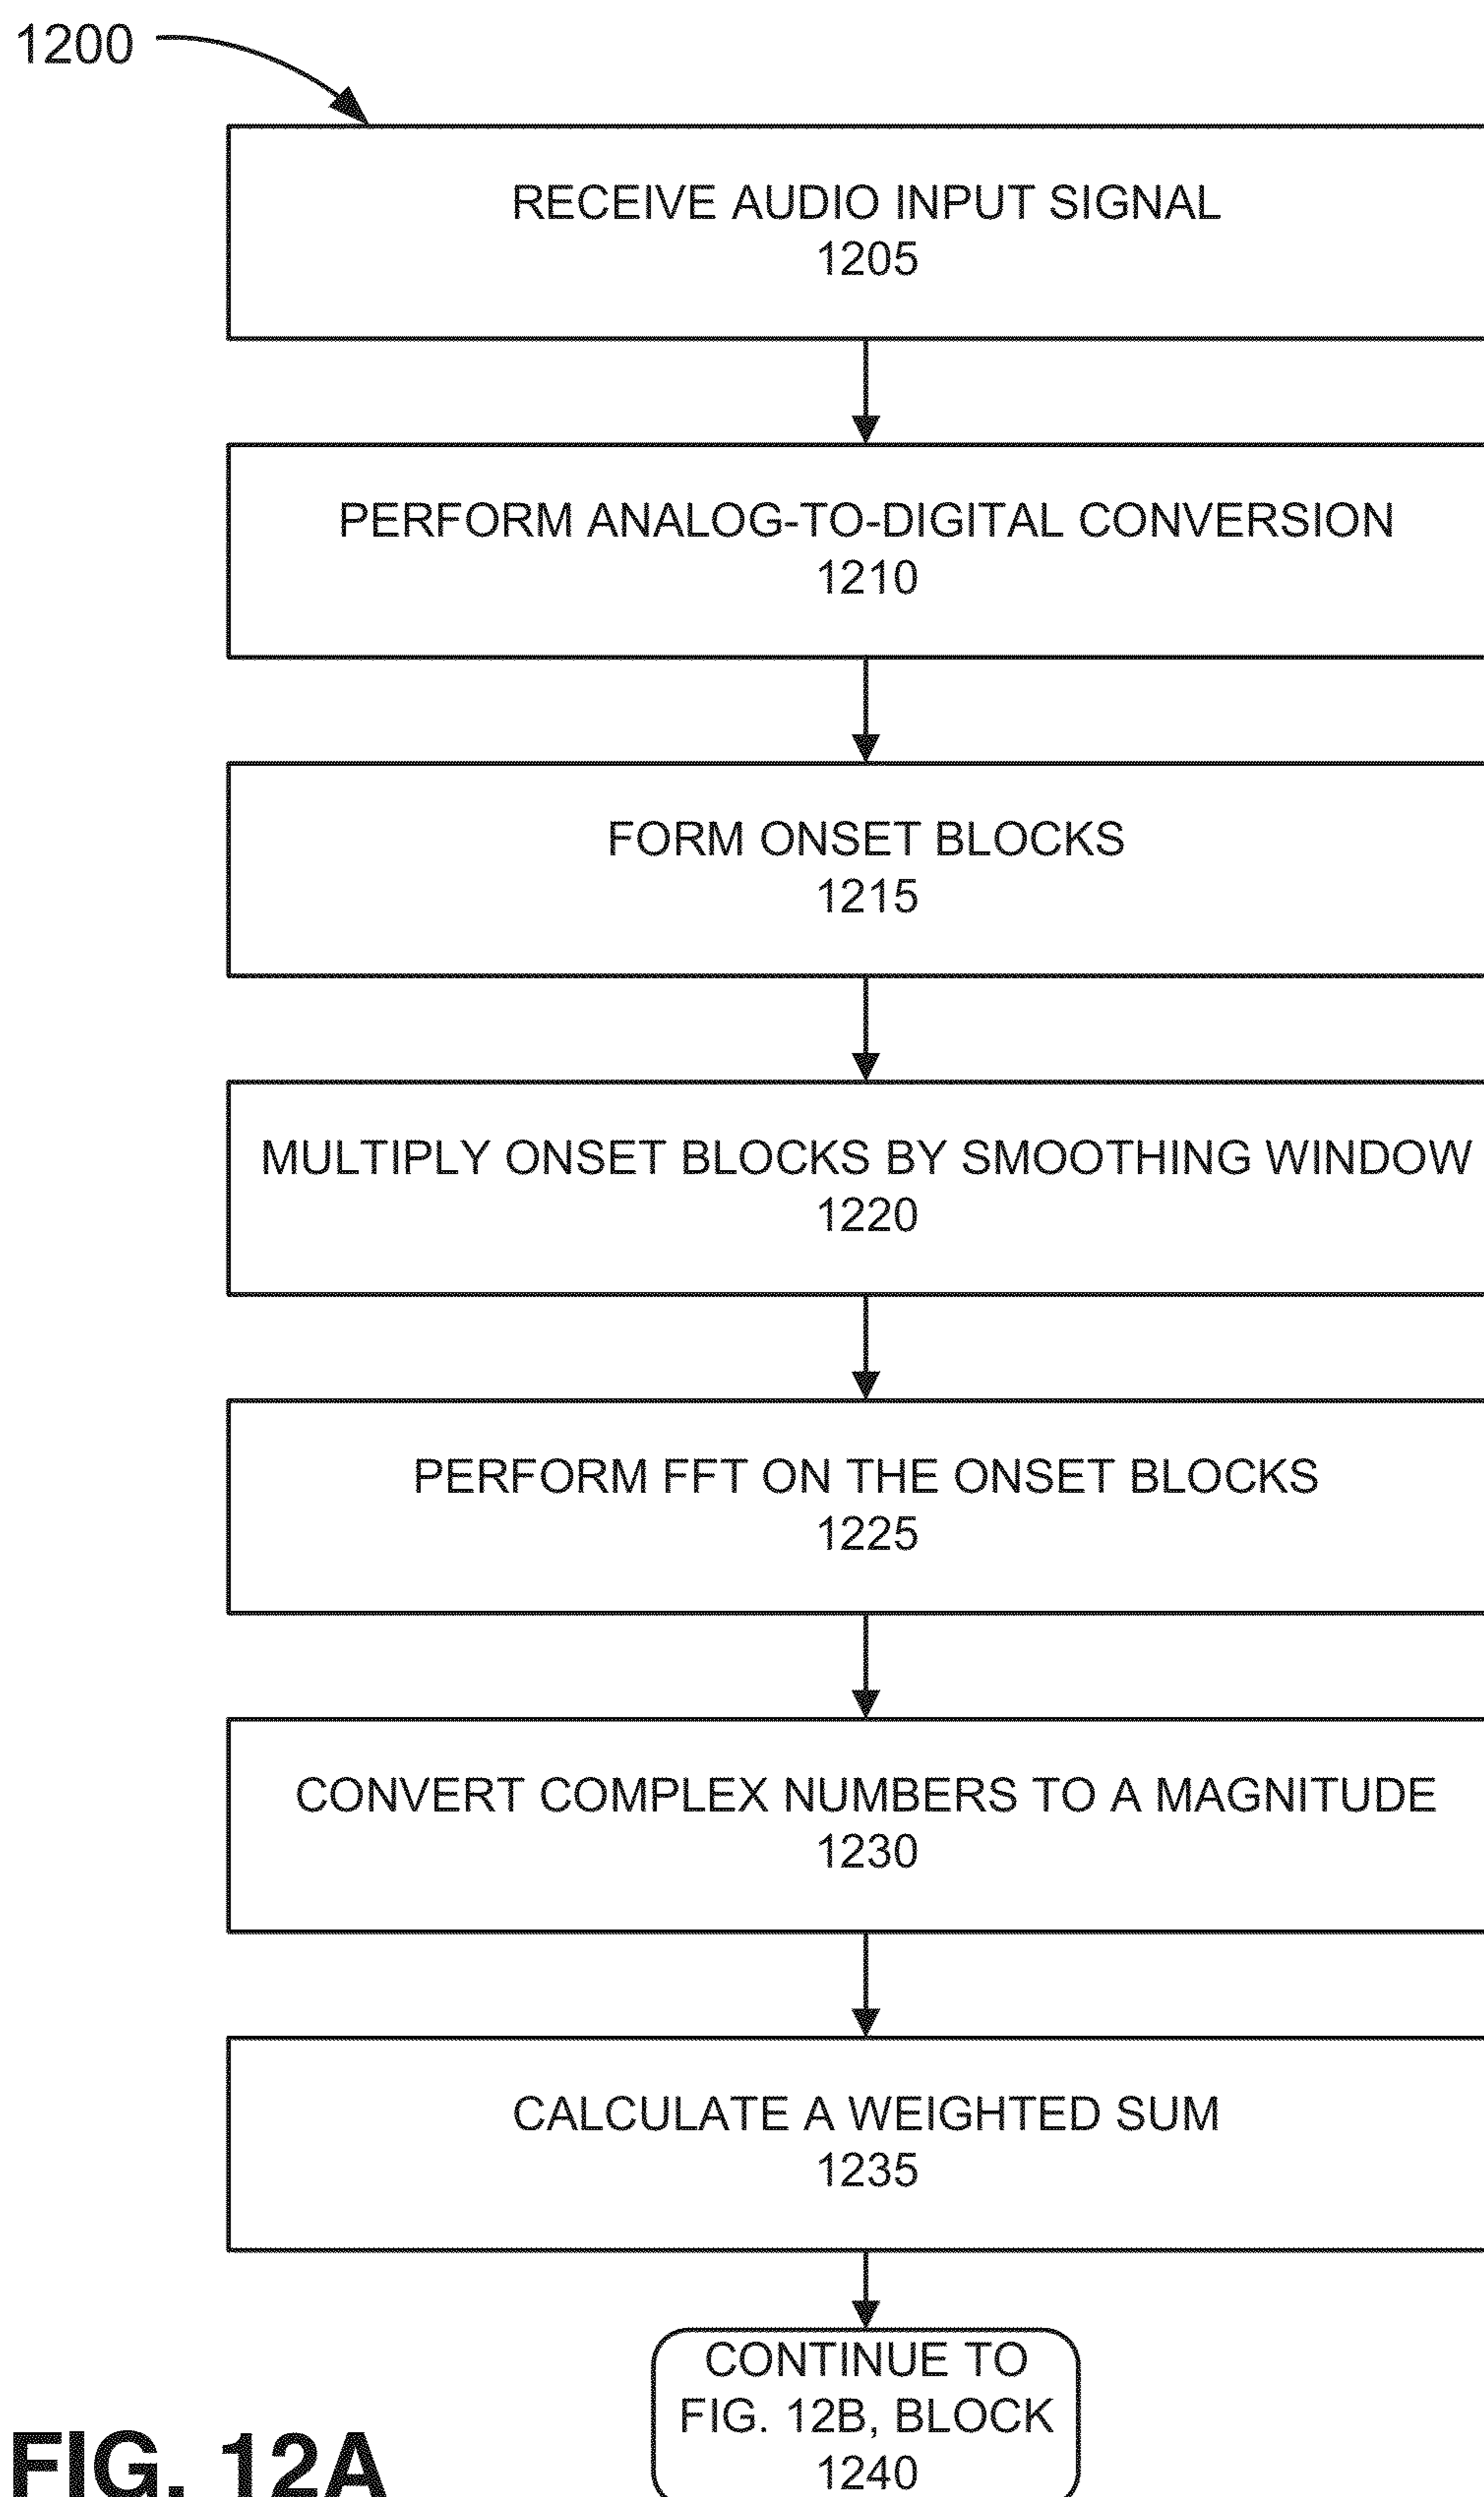 1200
RECEIVE AUDIO INPUT SIGNAL
1205
PERFORM ANALOG-TO-DIGITAL CONVERSION
1210
FORM ONSET BLOCKS
1215
MULTIPLY ONSET BLOCKS BY SMOOTHING WINDOW
1220
PERFORM FFT ON THE ONSET BLOCKS
1225
CONVERT COMPLEX NUMBERS TO A MAGNITUDE
1230
CALCULATE A WEIGHTED SUM
1235
CONTINUE TO
FIG. 12B, BLOCK
1240
FIG. 12A